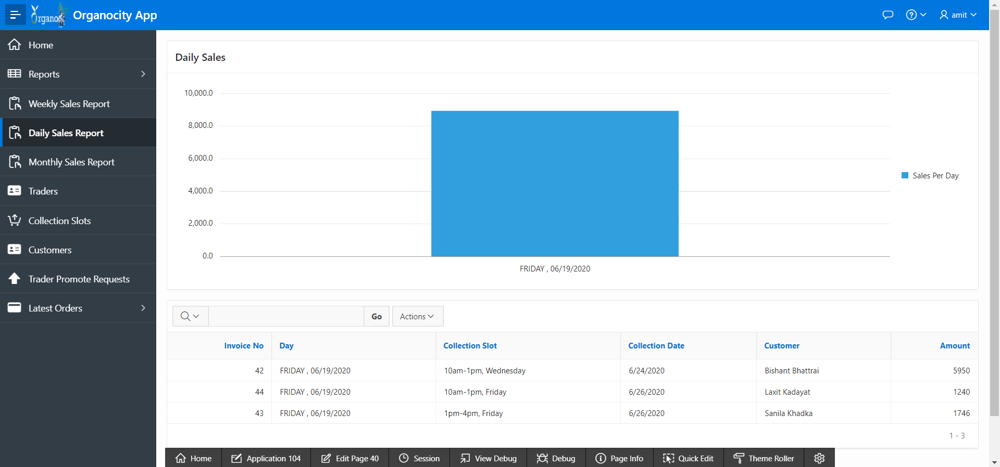 Organo
Organocity App
amit
Home
Reports
Weekly Sales Report
Daily Sales Report
Monthly Sales Report
Traders
Collection Slots
Customers
Trader Promote Requests
Latest Orders
Daily Sales
10,000.0
8,000.0
6,000.0
4,000.0
2,000.0
0.0
FRIDAY , 06/19/2020
Sales Per Day
Go Actions
Invoice No Day Collection Slot Collection Date Customer Amount
42 FRIDAY , 06/19/2020 10am-1pm, Wednesday 6/24/2020 Bishant Bhattrai 5950
44 FRIDAY , 06/19/2020 10am-1pm, Friday 6/26/2020 Laxit Kadayat 1240
43 FRIDAY , 06/19/2020 1pm-4pm, Friday 6/26/2020 Sanila Khadka 1746
1 - 3
Home Application 104 Edit Page 40 Session View Debug Debug Page Info Quick Edit Theme Roller